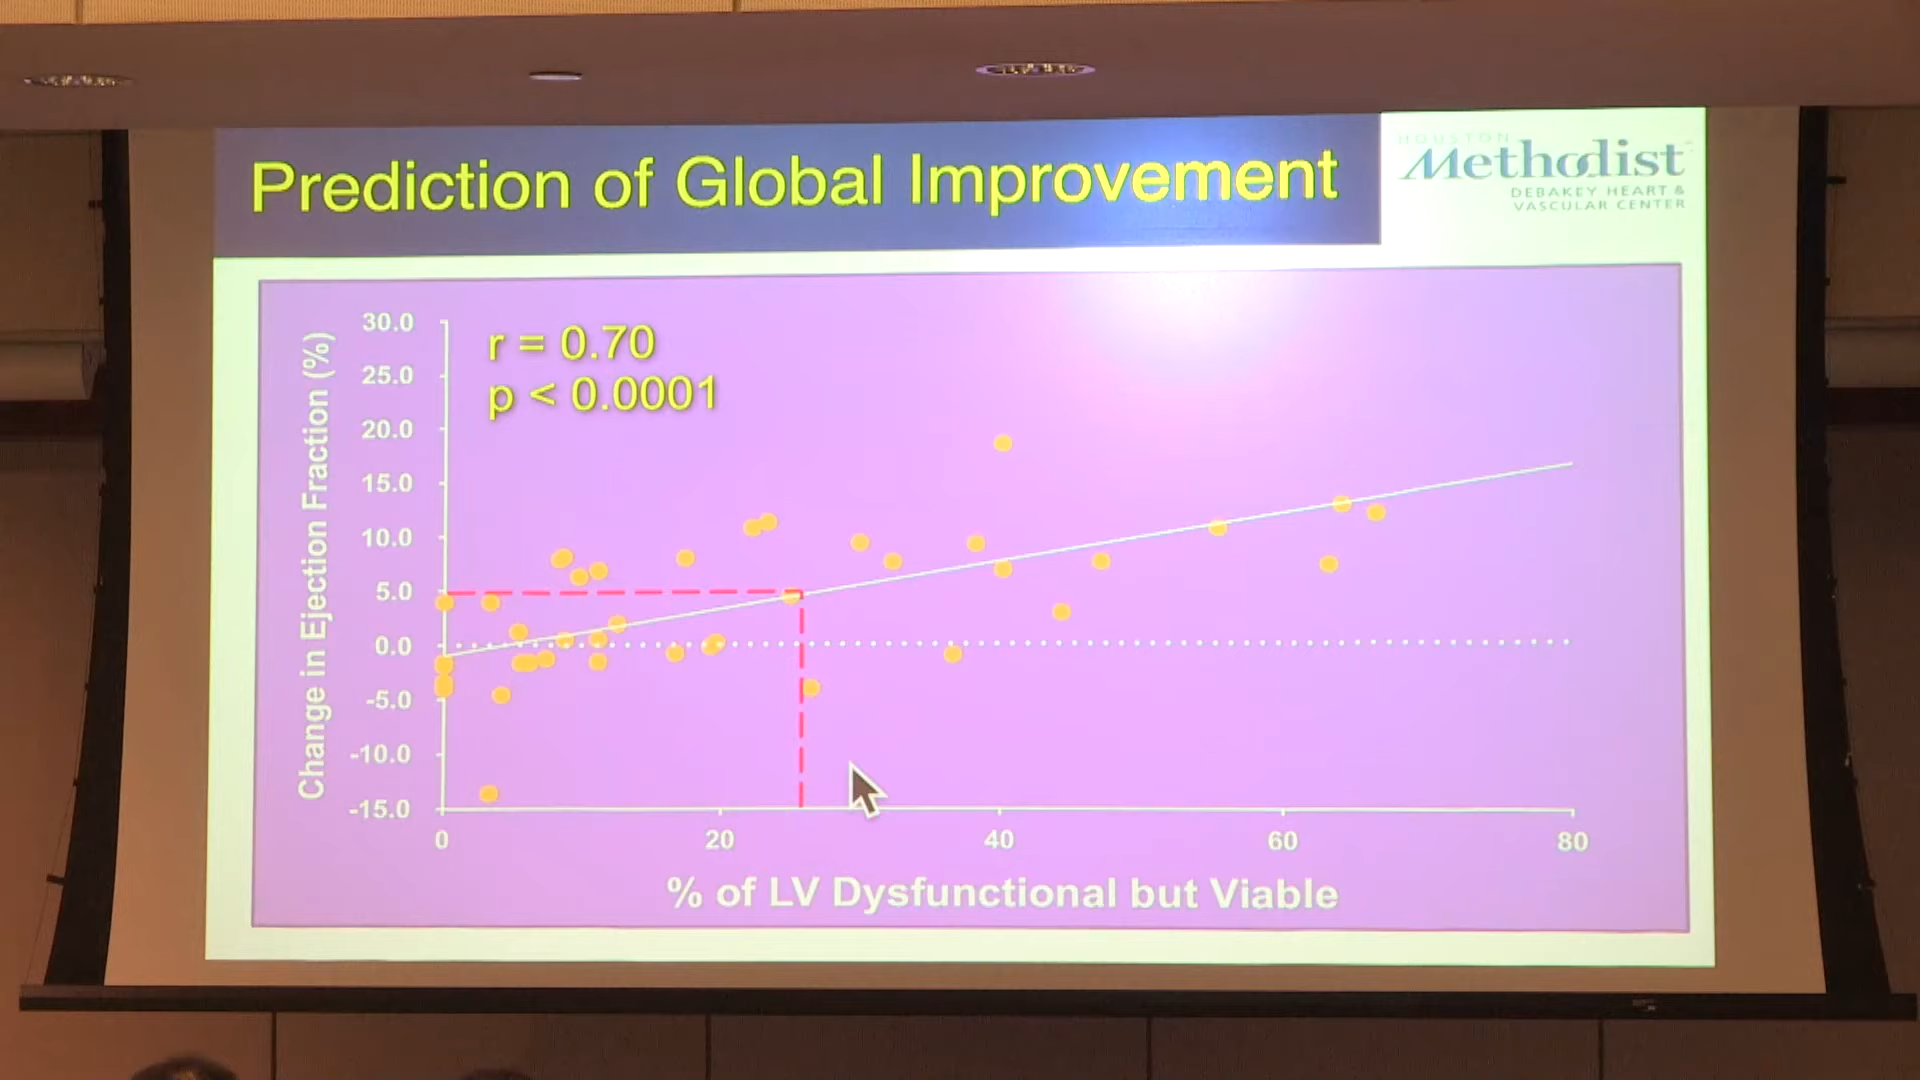 Prediction of Global Improvement
HOUSTON
Methodist
DEBAKEY HEART &
VASCULAR CENTER
r = 0.70
p < 0.0001
Change in Ejection Fraction (%)
30.0
25.0
20.0
15.0
10.0
5.0
0.0
-5.0
-10.0
-15.0
0 20 40 60 80
% of LV Dysfunctional but Viable